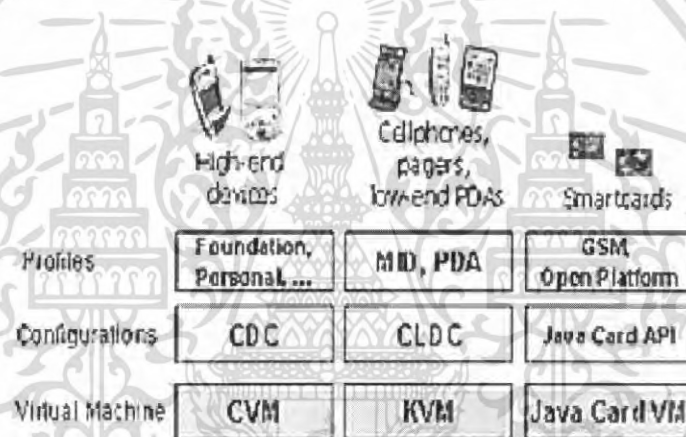 High-end
devices
Cellphones,
pagers,
low-end PDAs
Smartcards
Profiles
Foundation,
Personal, ...
MID, PDA
GSM,
Open Platform
Configurations
CDC
CLDC
Java Card API
Virtual Machine
CVM
KVM
Java Card VM